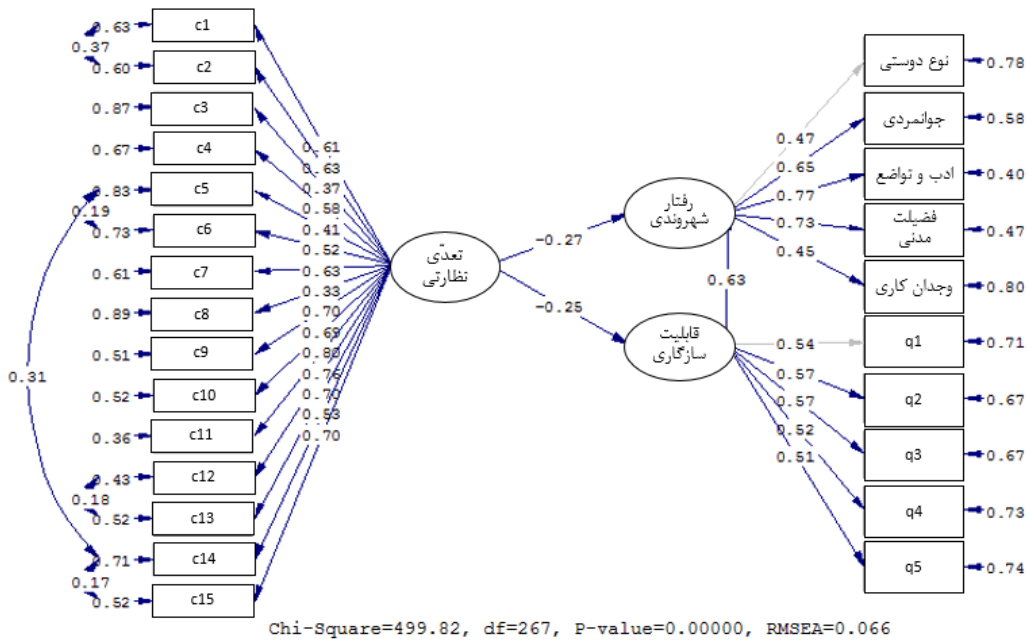 0.63
c1
0.37
0.60
c2
0.87
c3
0.67
c4
0.83
c5
0.19
0.73
c6
0.61
c7
0.89
c8
0.51
c9
0.31
0.52
c10
0.36
c11
0.43
c12
0.18
0.52
c13
0.71
c14
0.17
0.52
c15
0.61
0.63
0.37
0.58
0.41
0.52
0.63
0.33
0.70
0.69
0.80
0.76
0.70
0.53
0.70
تعدّی
نظارتی
-0.27
-0.25
رفتار
شهروندی
0.63
قابلیت
سازگاری
0.47
0.65
0.77
0.73
0.45
0.54
0.57
0.57
0.52
0.51
نوع دوستی
0.78
جوانمردی
0.58
ادب و تواضع
0.40
فضیلت
مدنی
0.47
وجدان کاری
0.80
q1
0.71
q2
0.67
q3
0.67
q4
0.73
q5
0.74
Chi-Square=499.82, df=267, P-value=0.00000, RMSEA=0.066